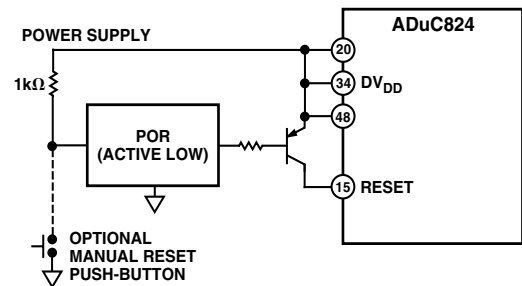 ADuC824
POWER SUPPLY
20
1kΩ
34 DVDD
48
POR
(ACTIVE LOW)
15 RESET
OPTIONAL
MANUAL RESET
PUSH-BUTTON